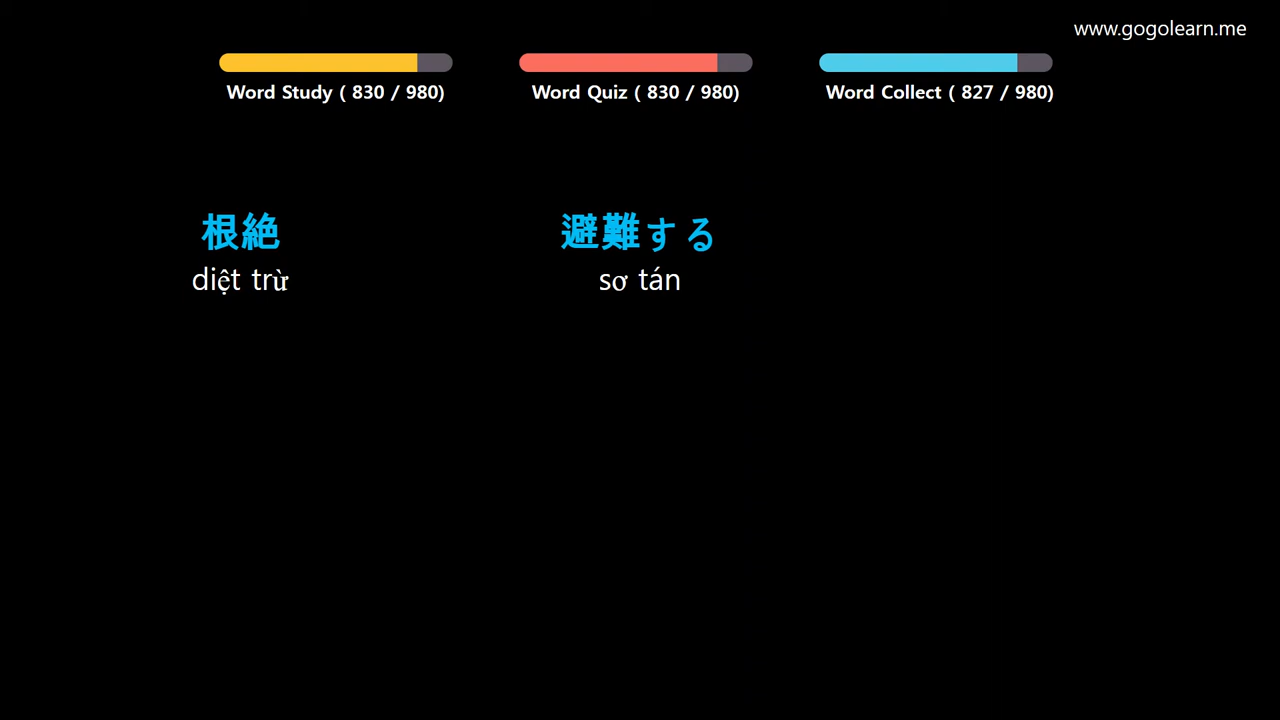 www.gogolearn.me
Word Study ( 830 / 980)
Word Quiz ( 830 / 980)
Word Collect ( 827 / 980)
根絶
diệt trừ
避難する
sơ tán